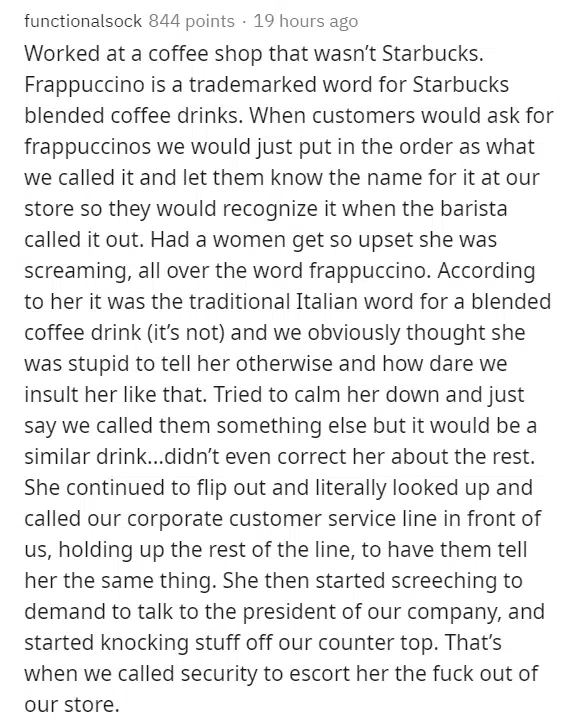 functionalsock 844 points · 19 hours ago
Worked at a coffee shop that wasn’t Starbucks.
Frappuccino is a trademarked word for Starbucks
blended coffee drinks. When customers would ask for
frappuccinos we would just put in the order as what
we called it and let them know the name for it at our
store so they would recognize it when the barista
called it out. Had a women get so upset she was
screaming, all over the word frappuccino. According
to her it was the traditional Italian word for a blended
coffee drink (it’s not) and we obviously thought she
was stupid to tell her otherwise and how dare we
insult her like that. Tried to calm her down and just
say we called them something else but it would be a
similar drink...didn’t even correct her about the rest.
She continued to flip out and literally looked up and
called our corporate customer service line in front of
us, holding up the rest of the line, to have them tell
her the same thing. She then started screeching to
demand to talk to the president of our company, and
started knocking stuff off our counter top. That’s
when we called security to escort her the fuck out of
our store.